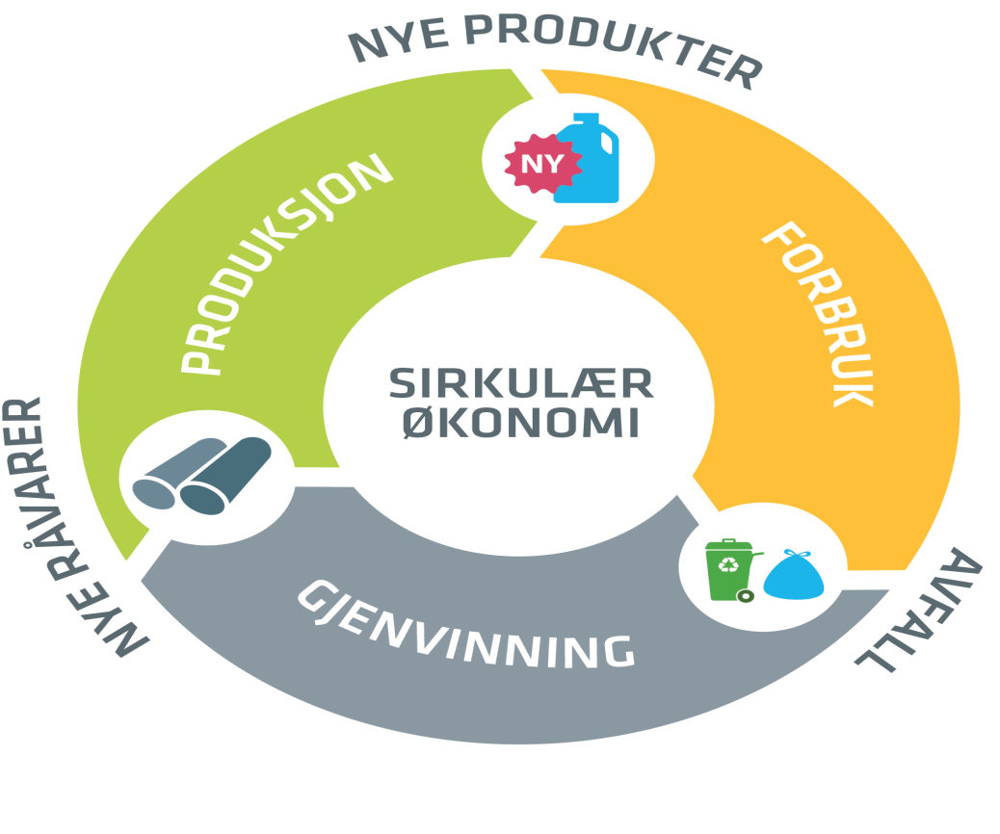 NYE PRODUKTER
NY
PRODUKSJON
FORBRUK
SIRKULÆR
ØKONOMI
NYE RÅVARER
AVFALL
GJENVINNING